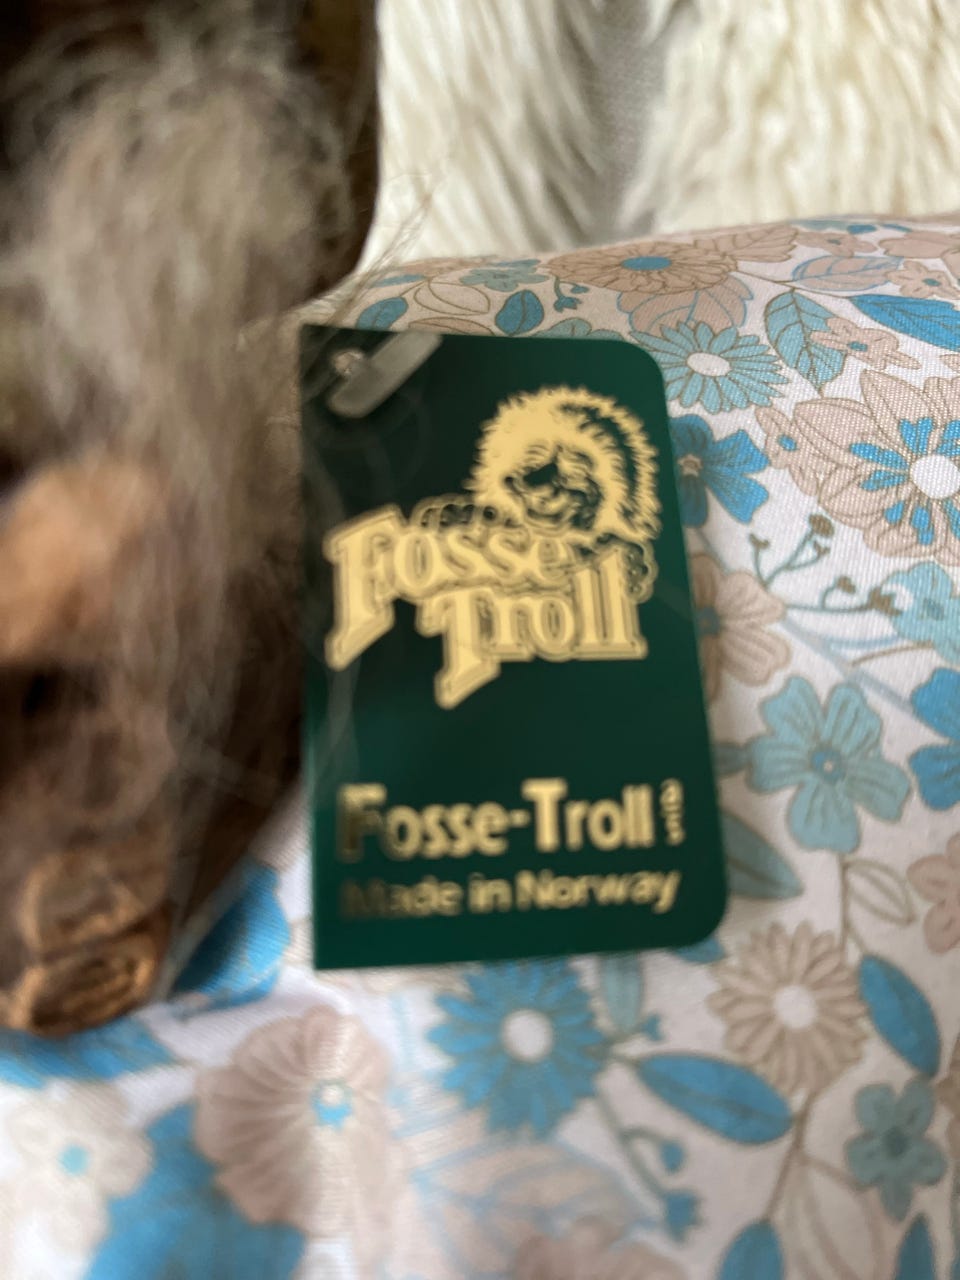 Fosse
Troll
Fosse-Troll a/s
Made in Norway